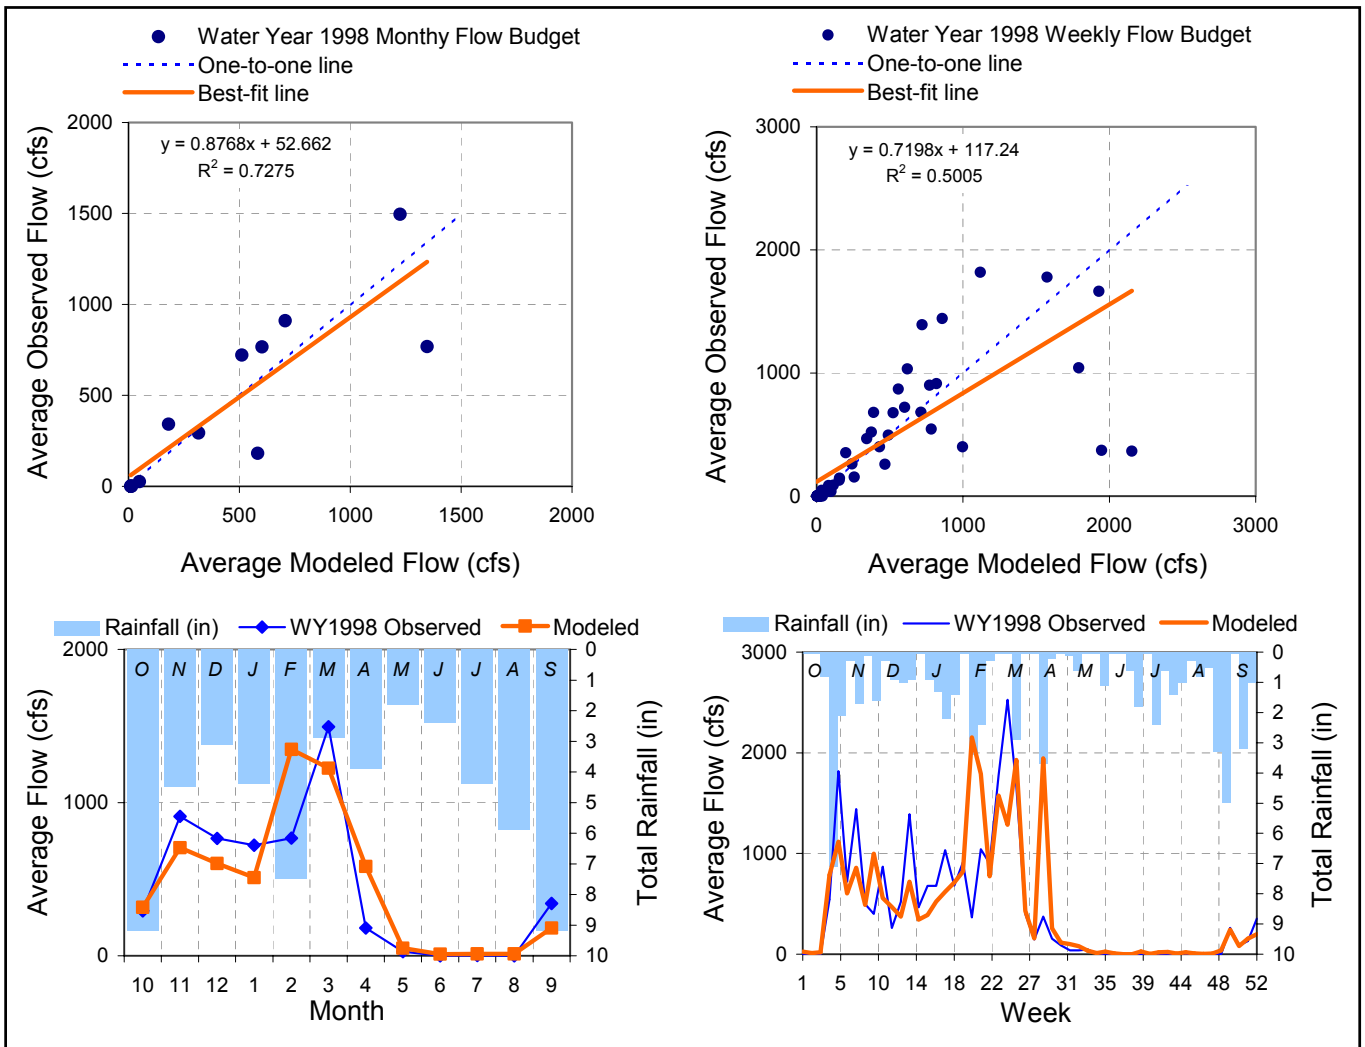 Water Year 1998 Monthy Flow Budget
One-to-one line
Best-fit line
y = 0.8768x + 52.662
R² = 0.7275
Average Observed Flow (cfs)
2000
1500
1000
500
0
0 500 1000 1500 2000
Average Modeled Flow (cfs)
Water Year 1998 Weekly Flow Budget
One-to-one line
Best-fit line
y = 0.7198x + 117.24
R² = 0.5005
Average Observed Flow (cfs)
3000
2000
1000
0
0 1000 2000 3000
Average Modeled Flow (cfs)
Rainfall (in) WY1998 Observed Modeled
O N D J F M A M J J A S
Average Flow (cfs)
2000
1000
0
Total Rainfall (in)
0
1
2
3
4
5
6
7
8
9
10
10 11 12 1 2 3 4 5 6 7 8 9
Month
Rainfall (in) WY1998 Observed Modeled
O N D J F M A M J J A S
Average Flow (cfs)
3000
2000
1000
0
Total Rainfall (in)
0
1
2
3
4
5
6
7
8
9
10
1 5 10 14 18 22 27 31 35 39 44 48 52
Week